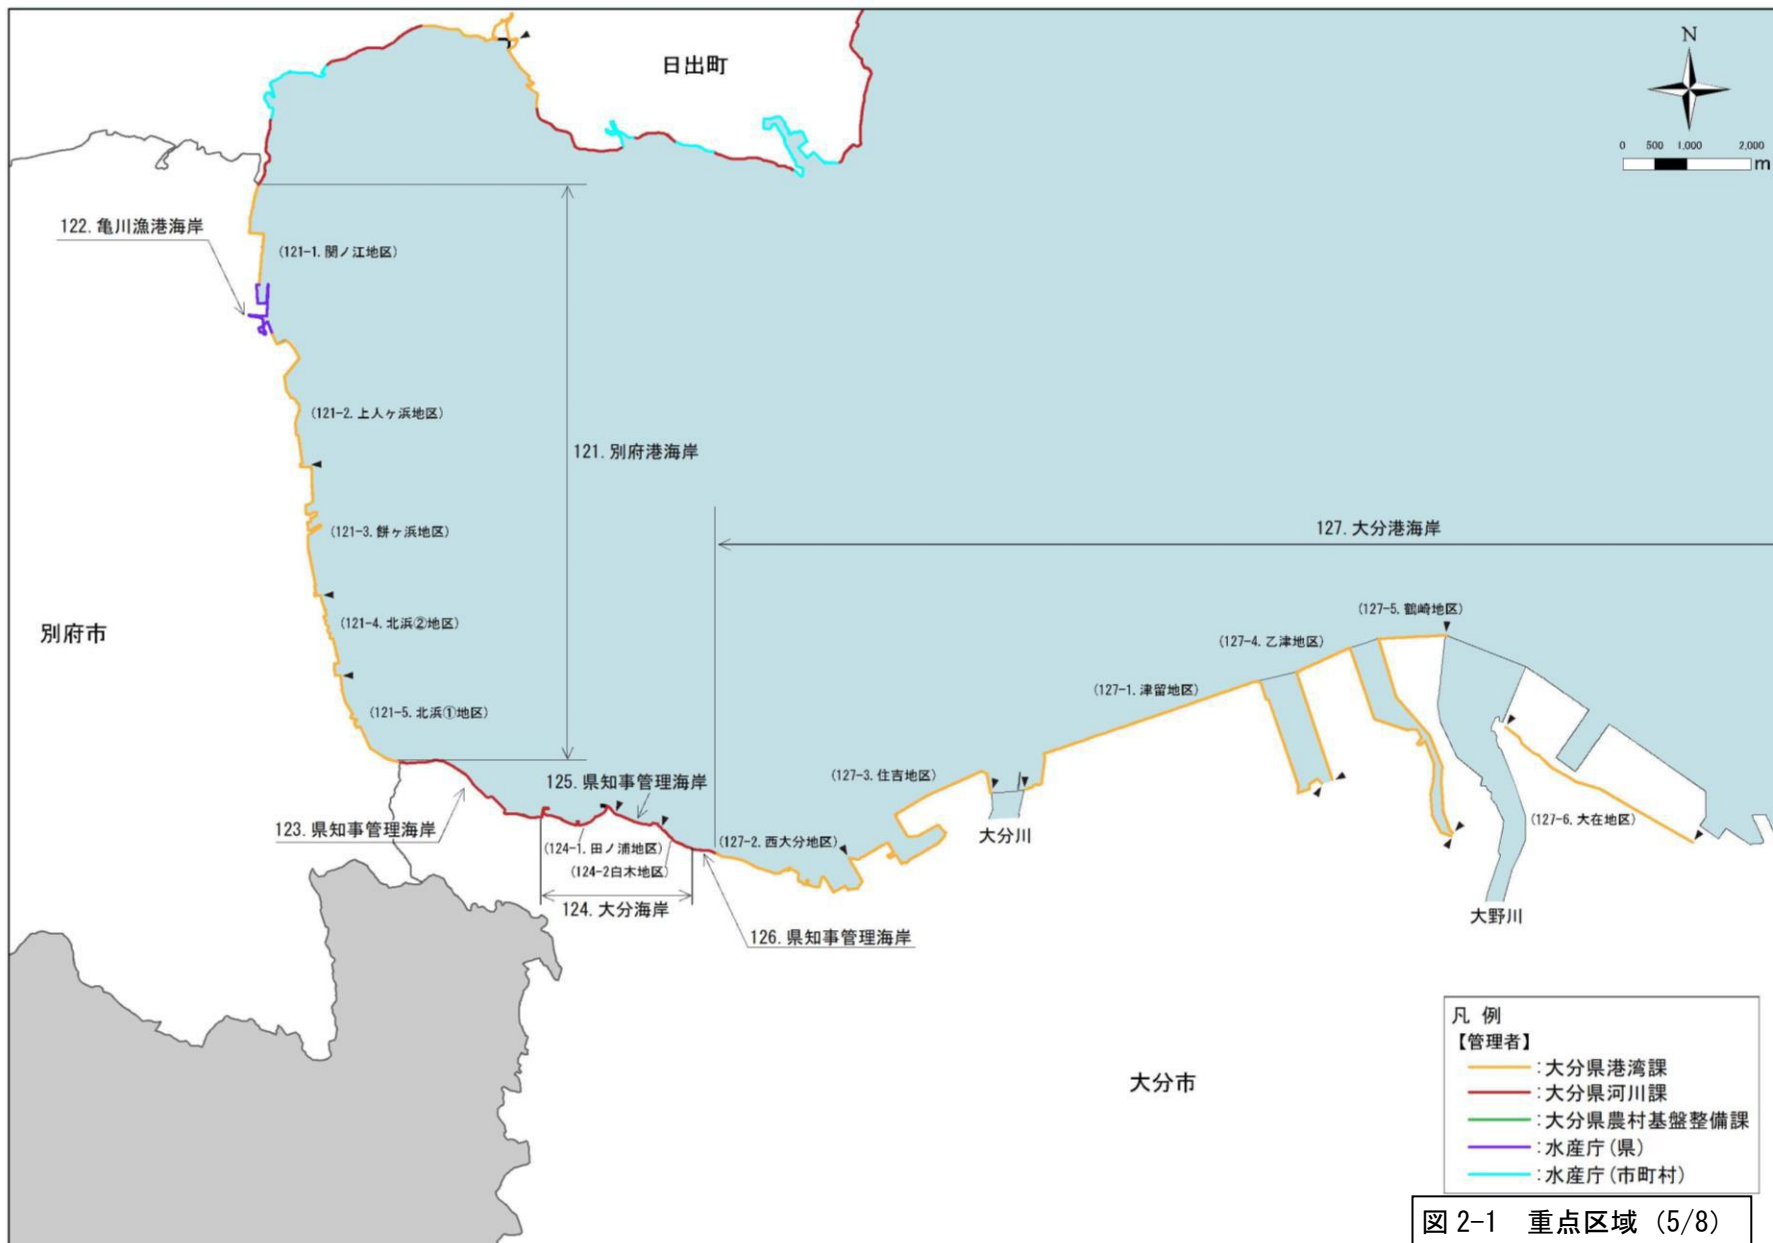 日出町
N
0 500 1,000 2,000
m
122. 亀川漁港海岸
(121-1. 関ノ江地区)
(121-2. 上人ヶ浜地区)
121. 別府港海岸
(121-3. 餅ヶ浜地区)
127. 大分港海岸
別府市
(121-4. 北浜②地区)
(127-5. 鶴崎地区)
(127-4. 乙津地区)
(127-1. 津留地区)
(121-5. 北浜①地区)
125. 県知事管理海岸
(127-3. 住吉地区)
123. 県知事管理海岸
大分川
(127-6. 大在地区)
(124-1. 田ノ浦地区)
(127-2. 西大分地区)
(124-2白木地区)
124. 大分海岸
大野川
126. 県知事管理海岸
大分市
凡 例
【管理者】
:大分県港湾課
:大分県河川課
:大分県農村基盤整備課
:水産庁(県)
:水産庁(市町村)
図 2-1 重点区域 (5/8)